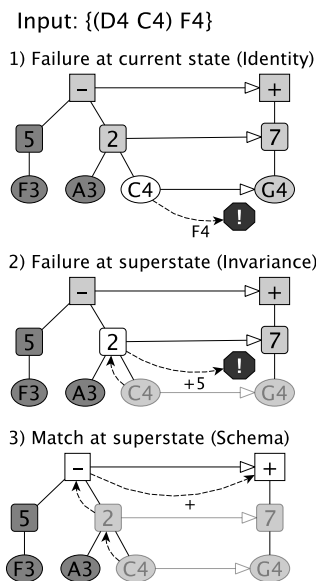 Input: {(D4 C4) F4}
1) Failure at current state (Identity)
– +
5 2 7
F3 A3 C4 G4
!
F4
2) Failure at superstate (Invariance)
– +
5 2 7
!
+5
F3 A3 C4 G4
3) Match at superstate (Schema)
– +
+
5 2 7
F3 A3 C4 G4